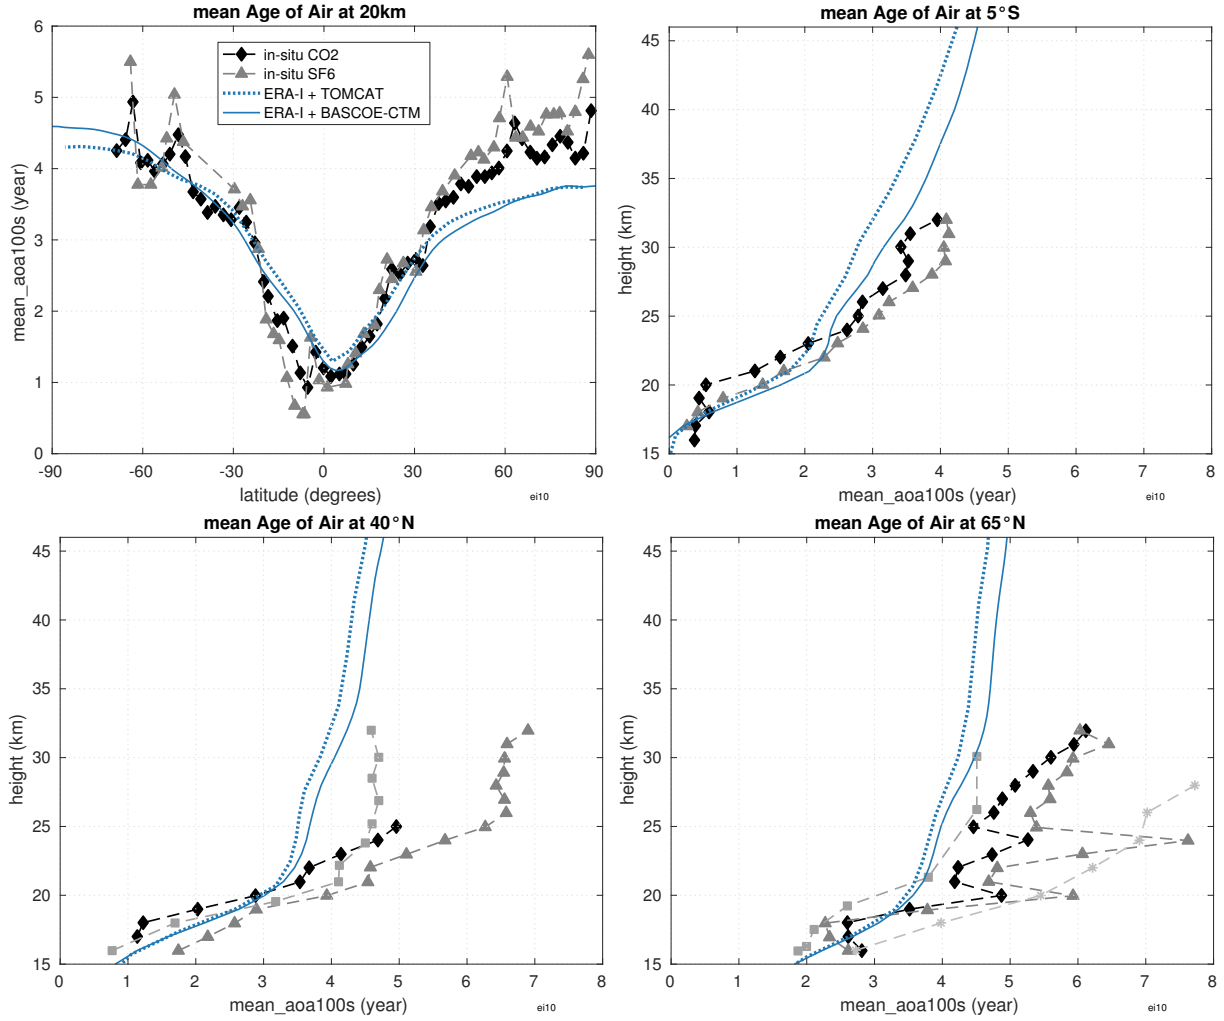 mean Age of Air at 20km
6
5
4
3
2
1
0
mean_aoa100s (year)
in-situ CO2
in-situ SF6
ERA-I + TOMCAT
ERA-I + BASCOE-CTM
-90 -60 -30 0 30 60 90
latitude (degrees)
ei10
mean Age of Air at 5°S
45
40
35
30
25
20
15
height (km)
0 1 2 3 4 5 6 7 8
mean_aoa100s (year)
ei10
mean Age of Air at 40°N
45
40
35
30
25
20
15
height (km)
0 1 2 3 4 5 6 7 8
mean_aoa100s (year)
ei10
mean Age of Air at 65°N
45
40
35
30
25
20
15
height (km)
0 1 2 3 4 5 6 7 8
mean_aoa100s (year)
ei10